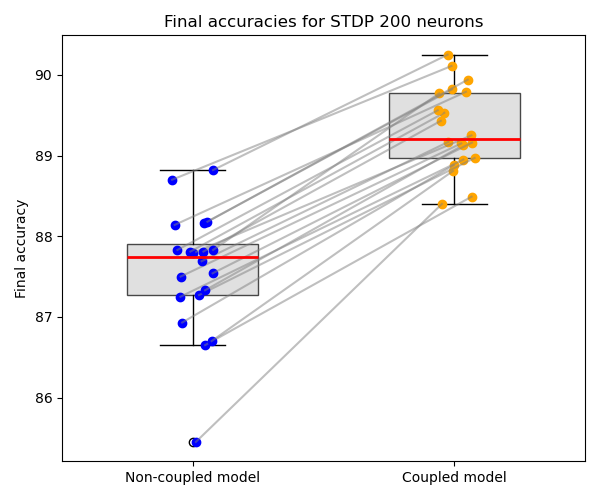 Final accuracies for STDP 200 neurons
Final accuracy
90
89
88
87
86
Non-coupled model
Coupled model